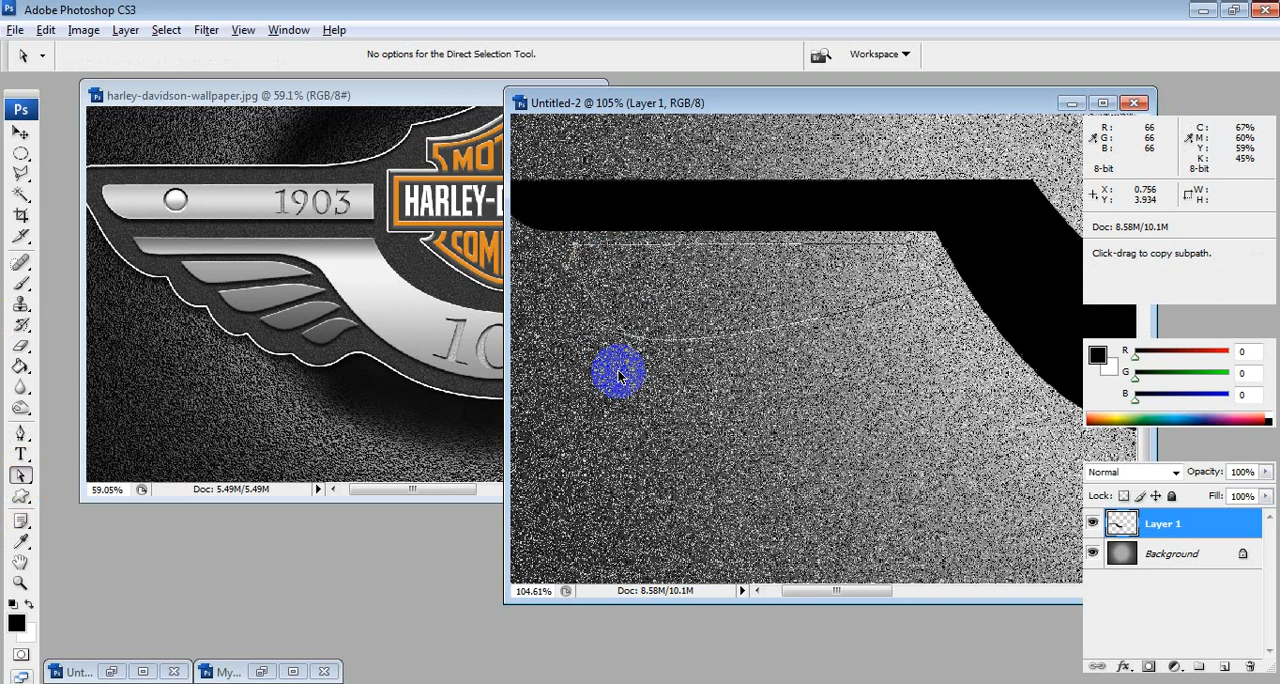 Adobe Photoshop CS3
File Edit Image Layer Select Filter View Window Help
No options for the Direct Selection Tool.
Workspace
harley-davidson-wallpaper.jpg @ 59.1% (RGB/8#)
MO
1903
HARLEY-D
COM
10
59.05% Doc: 5.49M/5.49M
Untitled-2 @ 105% (Layer 1, RGB/8)
104.61% Doc: 8.58M/10.1M
R: 66 C: 67%
G: 66 M: 60%
B: 66 Y: 59%
K: 45%
8-bit 8-bit
X: 0.756 W:
Y: 3.934 H:
Doc: 8.58M/10.1M
Click-drag to copy subpath.
R 0
G 0
B 0
Normal Opacity: 100%
Lock: Fill: 100%
Layer 1
Background
Ps
T
Unt... My...